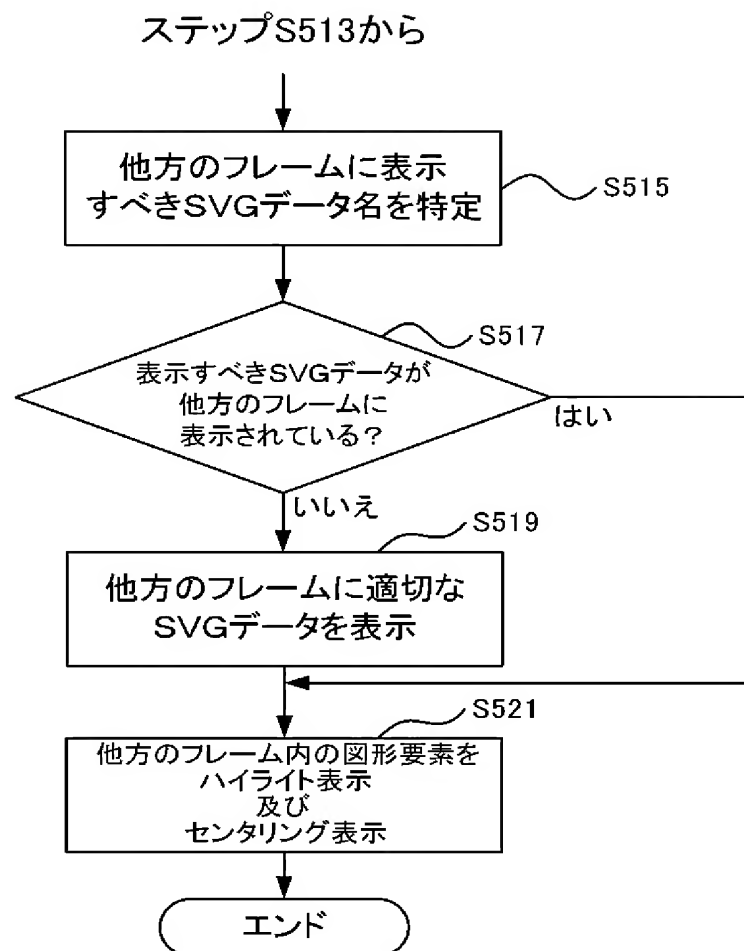 ステップS513から
他方のフレームに表示
すべきSVGデータ名を特定
S515
S517
表示すべきSVGデータが
他方のフレームに
表示されている？
はい
いいえ
S519
他方のフレームに適切な
SVGデータを表示
S521
他方のフレーム内の図形要素を
ハイライト表示
及び
センタリング表示
エンド